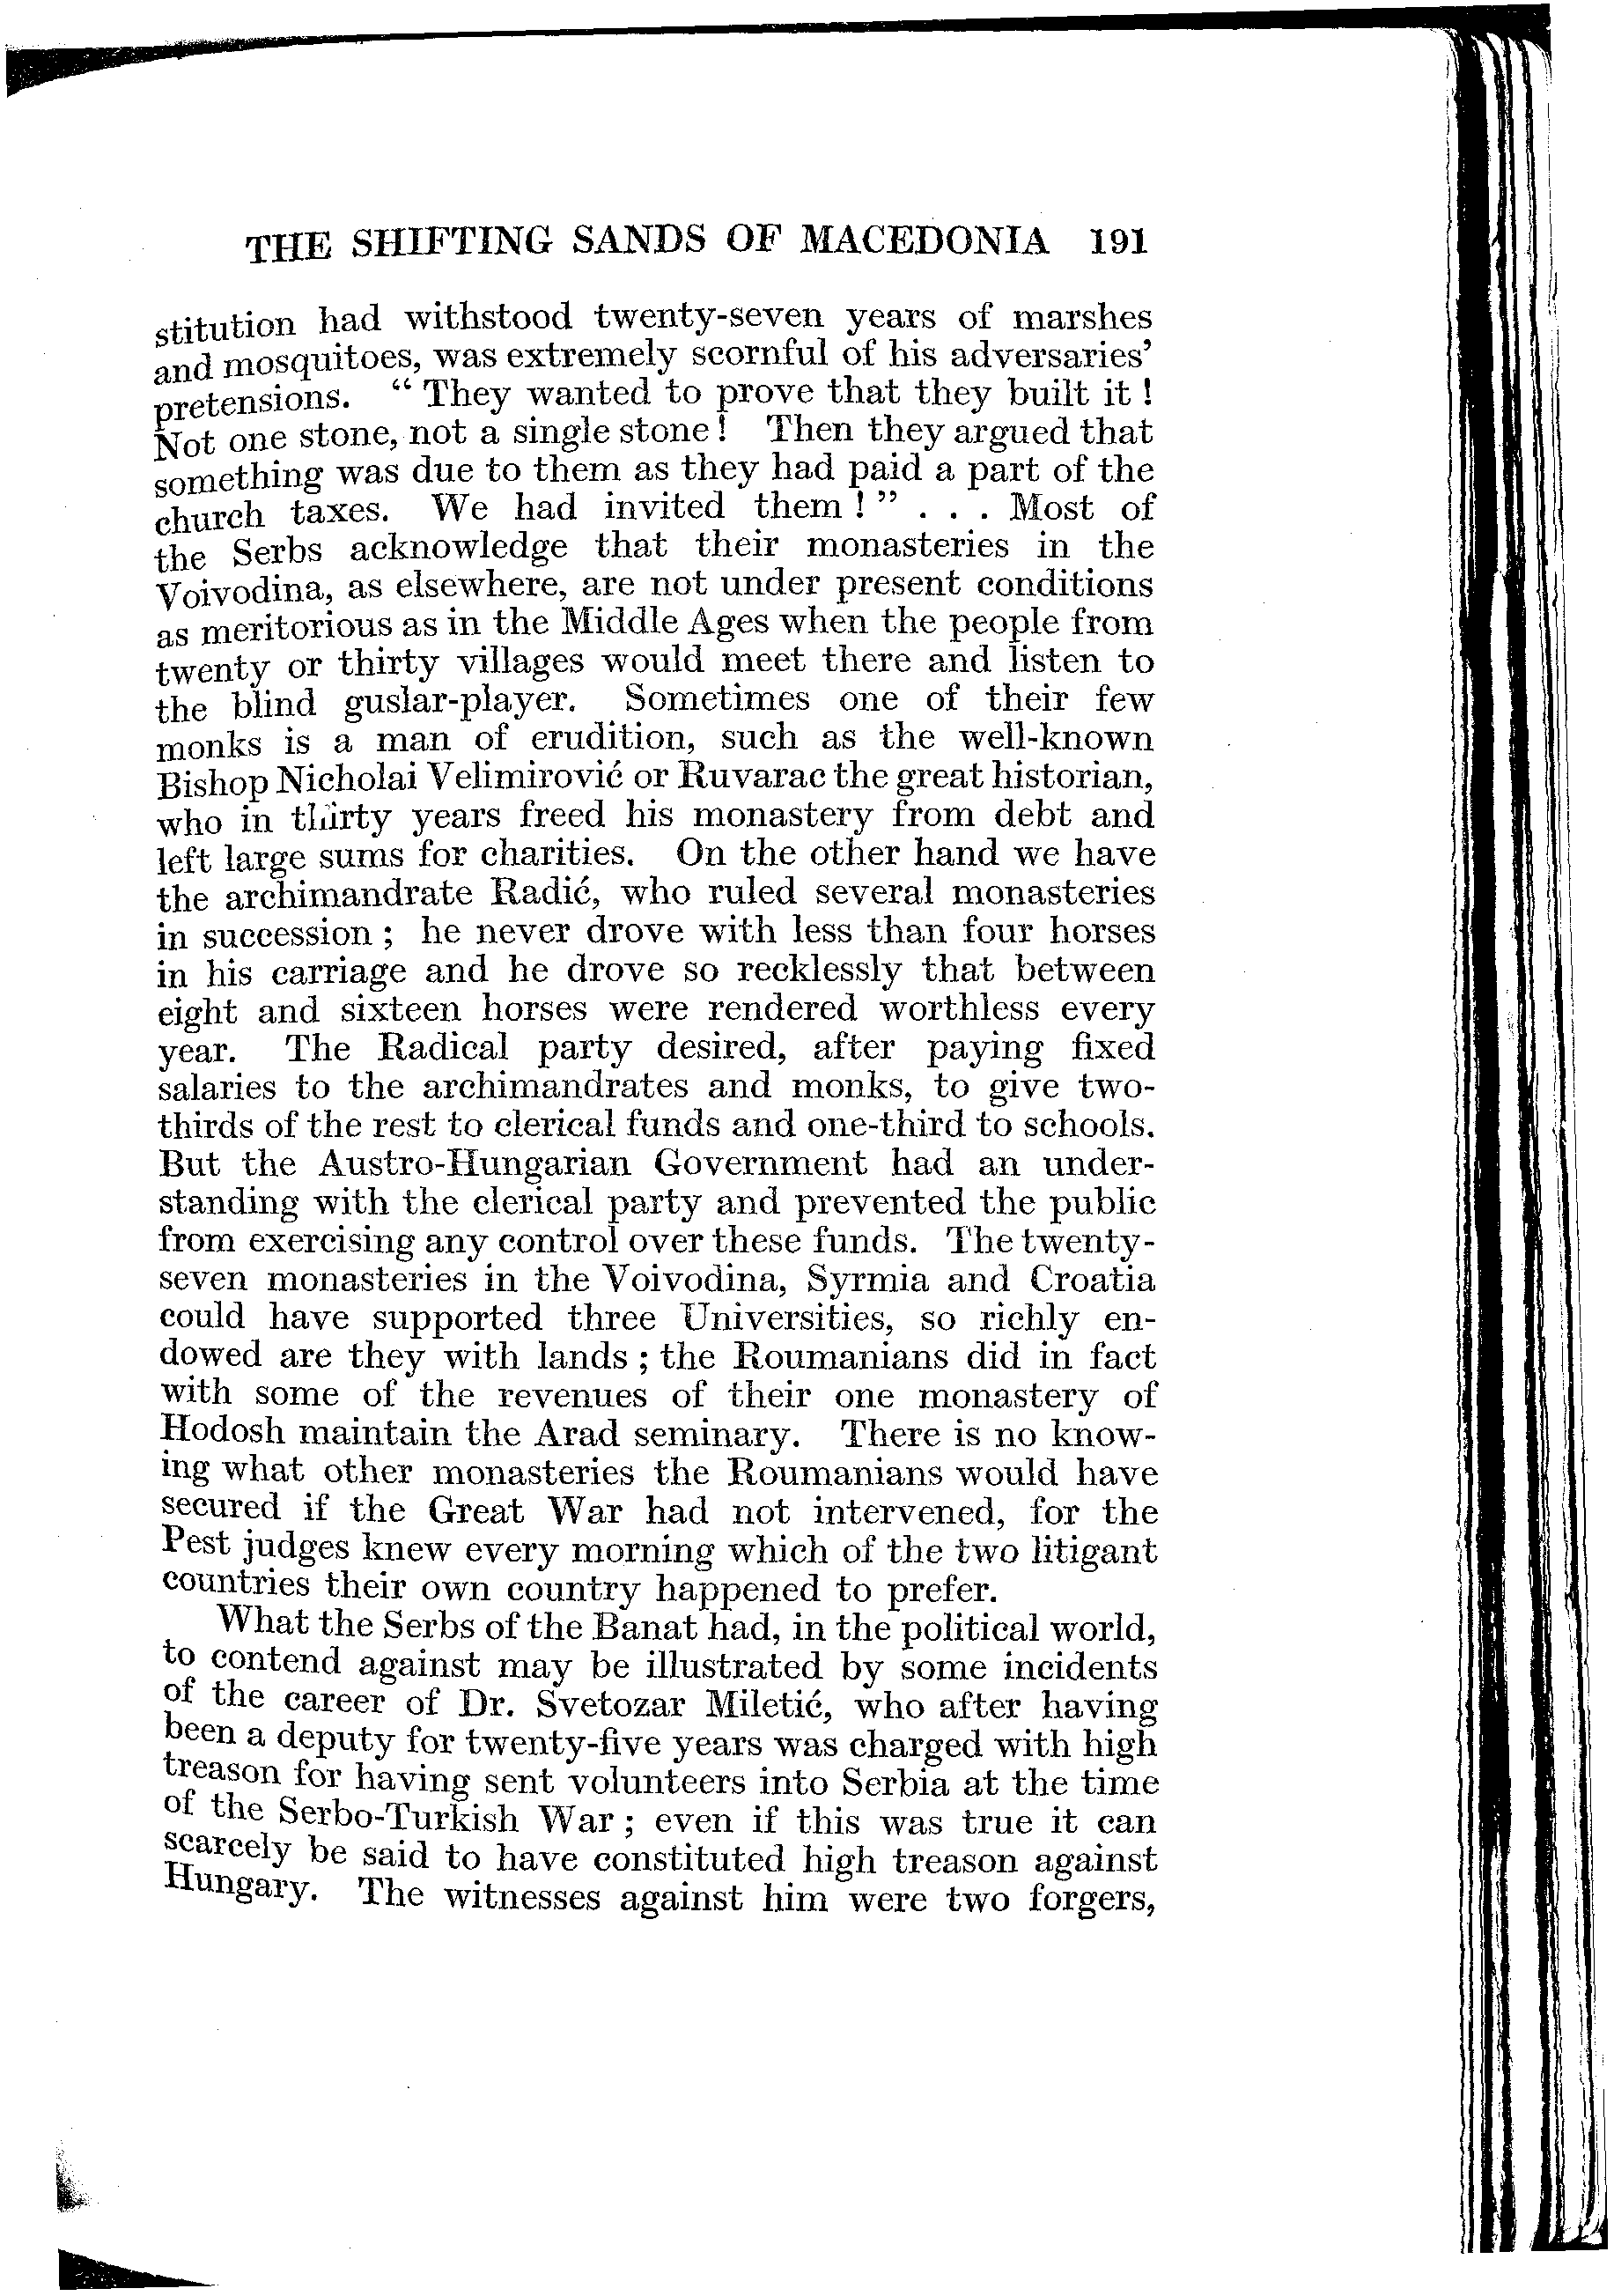 THE SHIFTING SANDS OF MACEDONIA 191
stitution had withstood twenty-seven years of marshes
and mosquitoes, was extremely scornful of his adversaries'
pretensions. " They wanted to prove that they built it !
Not one stone, not a single stone ! Then they argued that
something was due to them as they had paid a part of the
church taxes. We had invited them ! " . . . Most of
the Serbs acknowledge that their monasteries in the
Voivodina, as elsewhere, are not under present conditions
as meritorious as in the Middle Ages when the people from
twenty or thirty villages would meet there and listen to
the blind guslar-player. Sometimes one of their few
monks is a man of erudition, such as the well-known
Bishop Nicholai Velimirović or Ruvarac the great historian,
who in thirty years freed his monastery from debt and
left large sums for charities. On the other hand we have
the archimandrate Radić, who ruled several monasteries
in succession ; he never drove with less than four horses
in his carriage and he drove so recklessly that between
eight and sixteen horses were rendered worthless every
year. The Radical party desired, after paying fixed
salaries to the archimandrates and monks, to give two-
thirds of the rest to clerical funds and one-third to schools.
But the Austro-Hungarian Government had an under-
standing with the clerical party and prevented the public
from exercising any control over these funds. The twenty-
seven monasteries in the Voivodina, Syrmia and Croatia
could have supported three Universities, so richly en-
dowed are they with lands ; the Roumanians did in fact
with some of the revenues of their one monastery of
Hodosh maintain the Arad seminary. There is no know-
ing what other monasteries the Roumanians would have
secured if the Great War had not intervened, for the
Pest judges knew every morning which of the two litigant
countries their own country happened to prefer.
What the Serbs of the Banat had, in the political world,
to contend against may be illustrated by some incidents
of the career of Dr. Svetozar Miletić, who after having
been a deputy for twenty-five years was charged with high
treason for having sent volunteers into Serbia at the time
of the Serbo-Turkish War ; even if this was true it can
scarcely be said to have constituted high treason against
Hungary. The witnesses against him were two forgers,